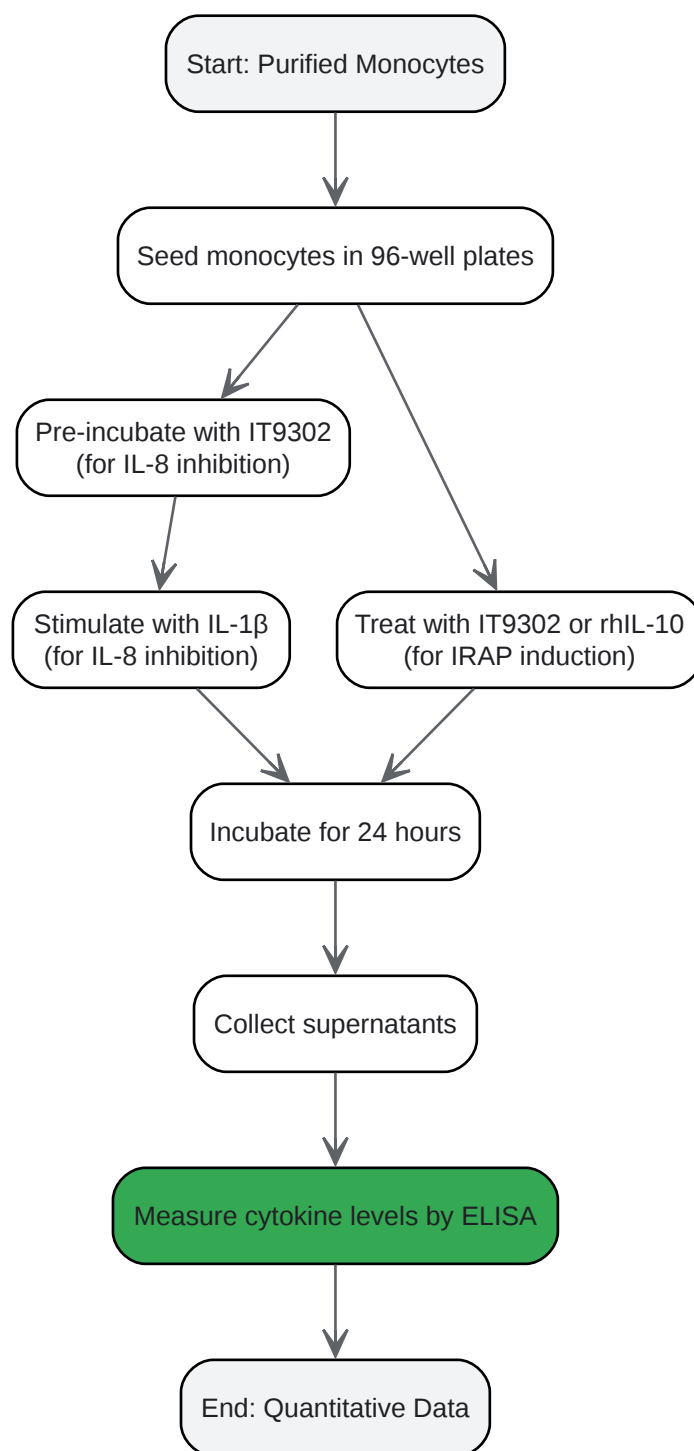 Start: Purified Monocytes
Seed monocytes in 96-well plates
Pre-incubate with IT9302
(for IL-8 inhibition)
Stimulate with IL-1β
(for IL-8 inhibition)
Treat with IT9302 or rhIL-10
(for IRAP induction)
Incubate for 24 hours
Collect supernatants
Measure cytokine levels by ELISA
End: Quantitative Data